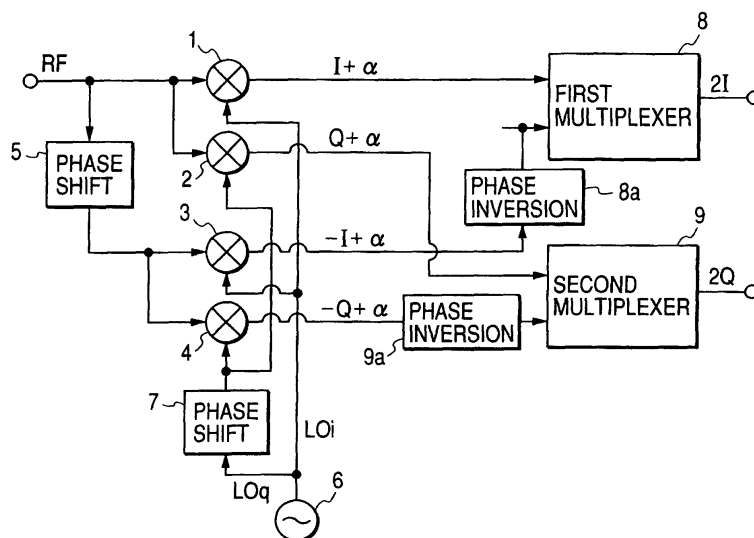 1
8
RF
I + α
FIRST
MULTIPLEXER
2I
5
PHASE
SHIFT
2
Q + α
PHASE
INVERSION
8a
3
-I + α
9
SECOND
MULTIPLEXER
2Q
4
-Q + α
PHASE
INVERSION
9a
7
PHASE
SHIFT
LOi
LOq
6